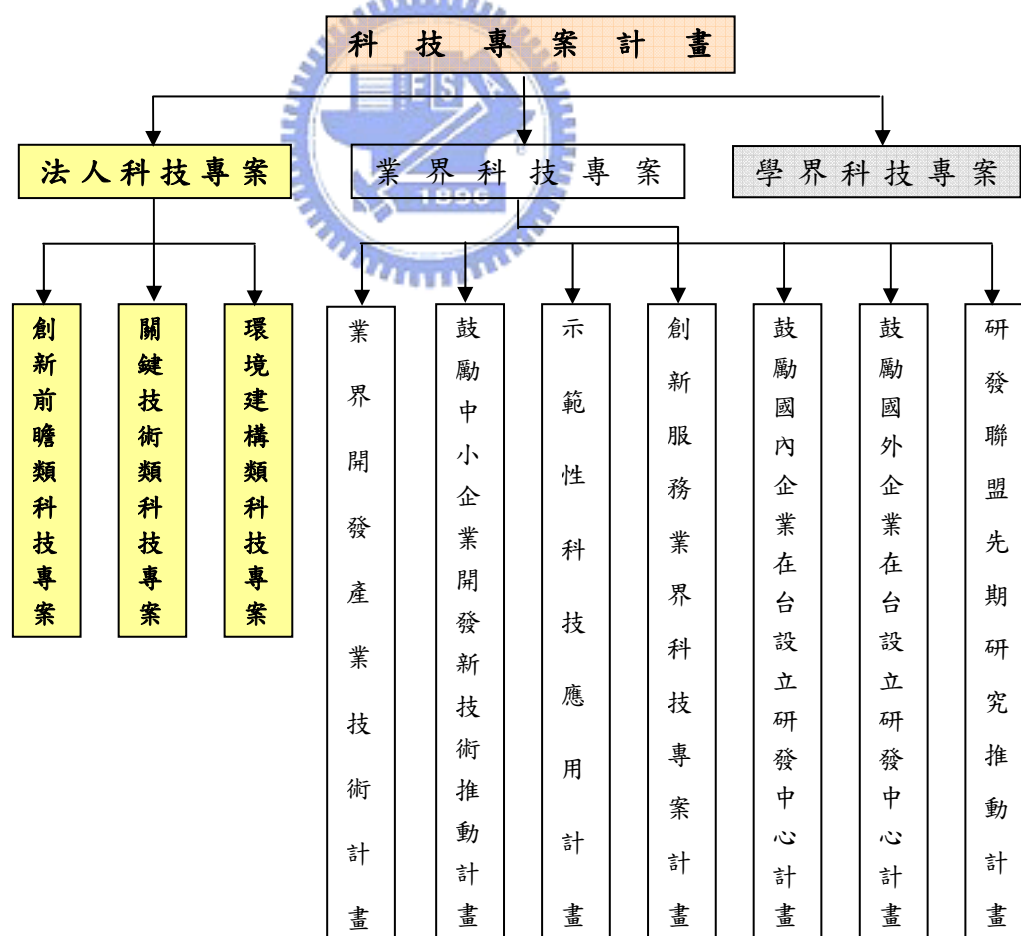 科技專案計畫
法人科技專案
業界科技專案
學界科技專案
創新前瞻類科技專案
關鍵技術類科技專案
環境建構類科技專案
業界開發產業技術計畫
鼓勵中小企業開發新技術推動計畫
示範性科技應用計畫
創新服務業界科技專案計畫
鼓勵國內企業在台設立研發中心計畫
鼓勵國外企業在台設立研發中心計畫
研發聯盟先期研究推動計畫
ES
1896